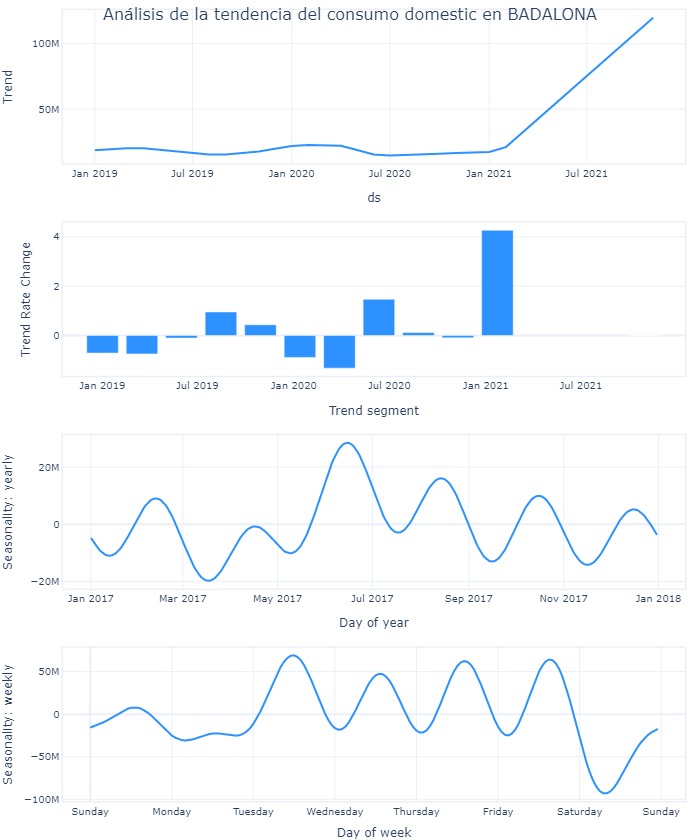 Análisis de la tendencia del consumo domestic en BADALONA
100M
50M
Trend
Jan 2019 Jul 2019 Jan 2020 Jul 2020 Jan 2021 Jul 2021
ds
4
2
0
Trend Rate Change
Jan 2019 Jul 2019 Jan 2020 Jul 2020 Jan 2021 Jul 2021
Trend segment
20M
0
−20M
Seasonality: yearly
Jan 2017 Mar 2017 May 2017 Jul 2017 Sep 2017 Nov 2017 Jan 2018
Day of year
50M
0
−50M
−100M
Seasonality: weekly
Sunday Monday Tuesday Wednesday Thursday Friday Saturday Sunday
Day of week